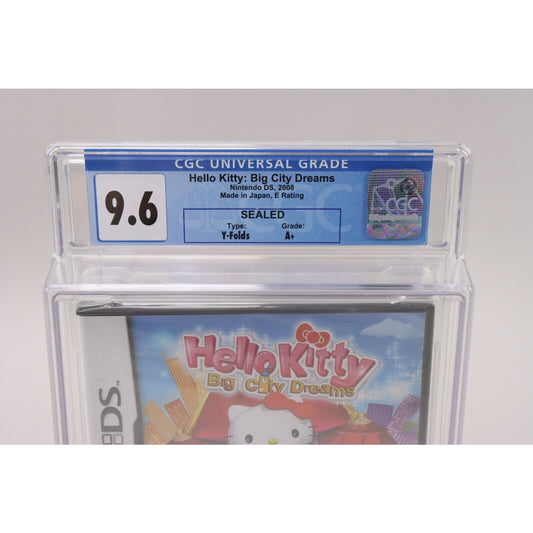 CGC UNIVERSAL GRADE
9.6
Hello Kitty: Big City Dreams
Nintendo DS, 2008
Made in Japan, E Rating
SEALED
Type: Grade:
Y-Folds A+
CGC
Hello Kitty
Big City Dreams
DS